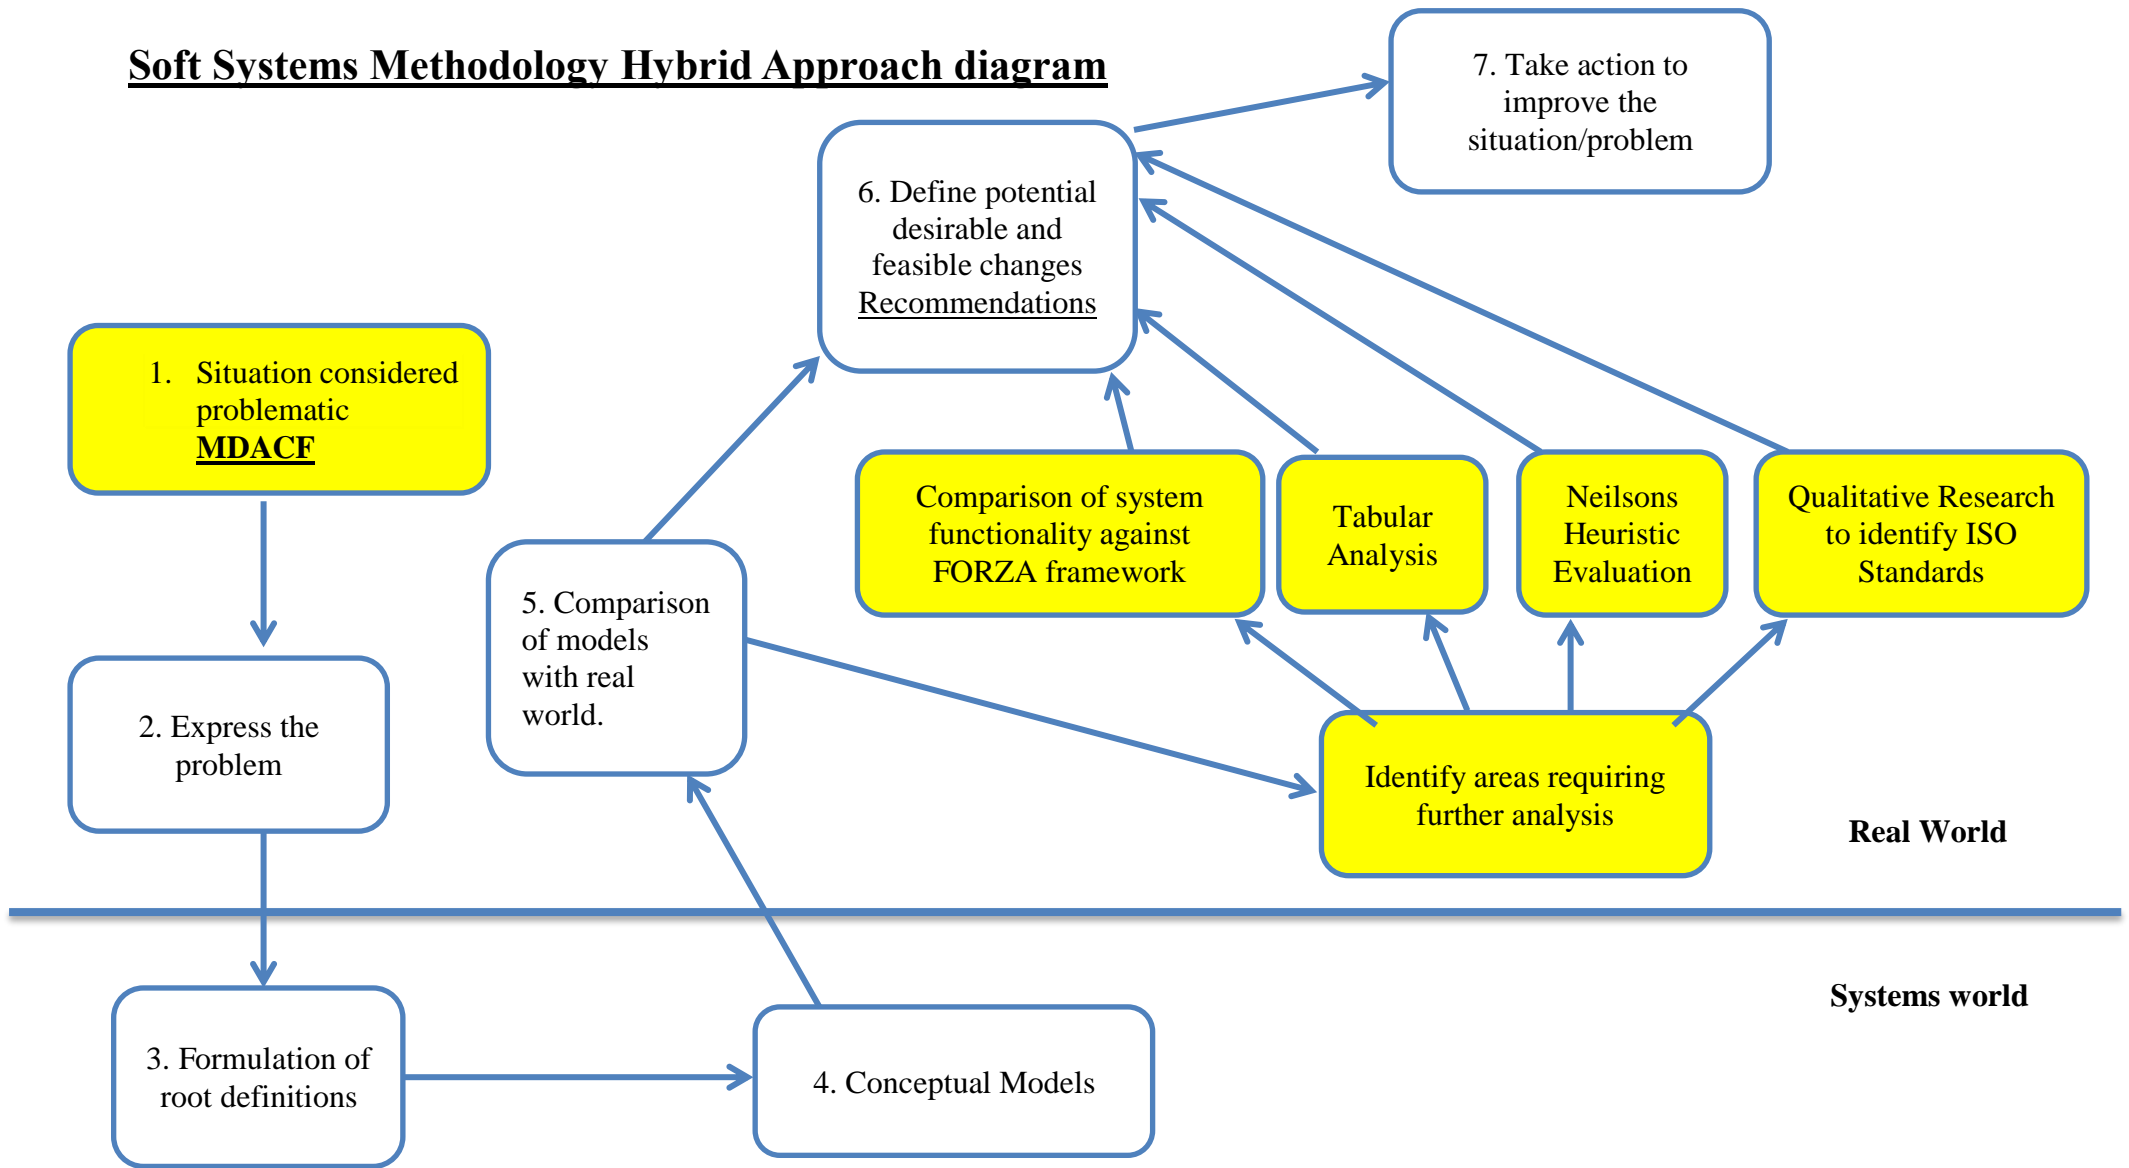 Soft Systems Methodology Hybrid Approach diagram
7. Take action to
improve the
situation/problem
6. Define potential
desirable and
feasible changes
Recommendations
1. Situation considered
problematic
MDACF
Comparison of system
functionality against
FORZA framework
Tabular
Analysis
Neilsons
Heuristic
Evaluation
Qualitative Research
to identify ISO
Standards
5. Comparison
of models
with real
world.
2. Express the
problem
Identify areas requiring
further analysis
Real World
Systems world
3. Formulation of
root definitions
4. Conceptual Models